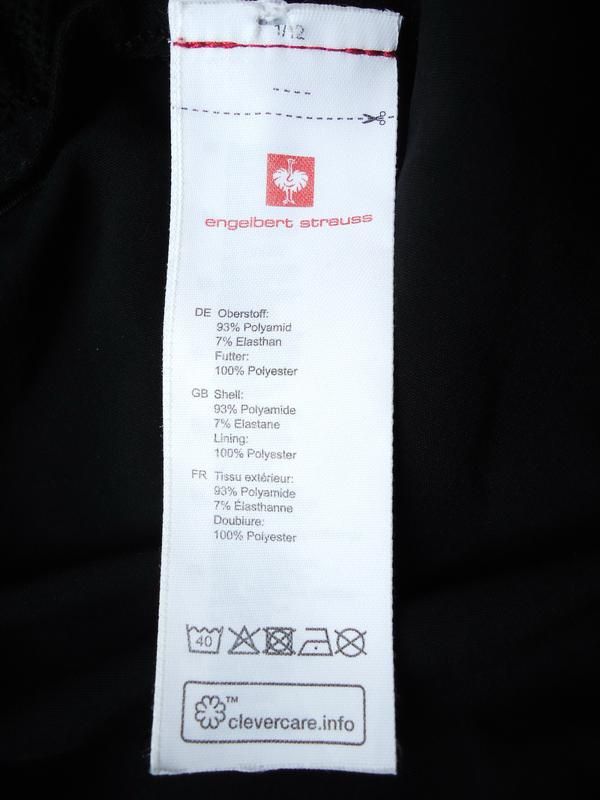 1/12
engelbert strauss
DE Oberstoff:
93% Polyamid
7% Elasthan
Futter:
100% Polyester
GB Shell:
93% Polyamide
7% Elastane
Lining:
100% Polyester
FR Tissu extérieur:
93% Polyamide
7% Élasthanne
Doublure:
100% Polyester
40
™
clevercare.info